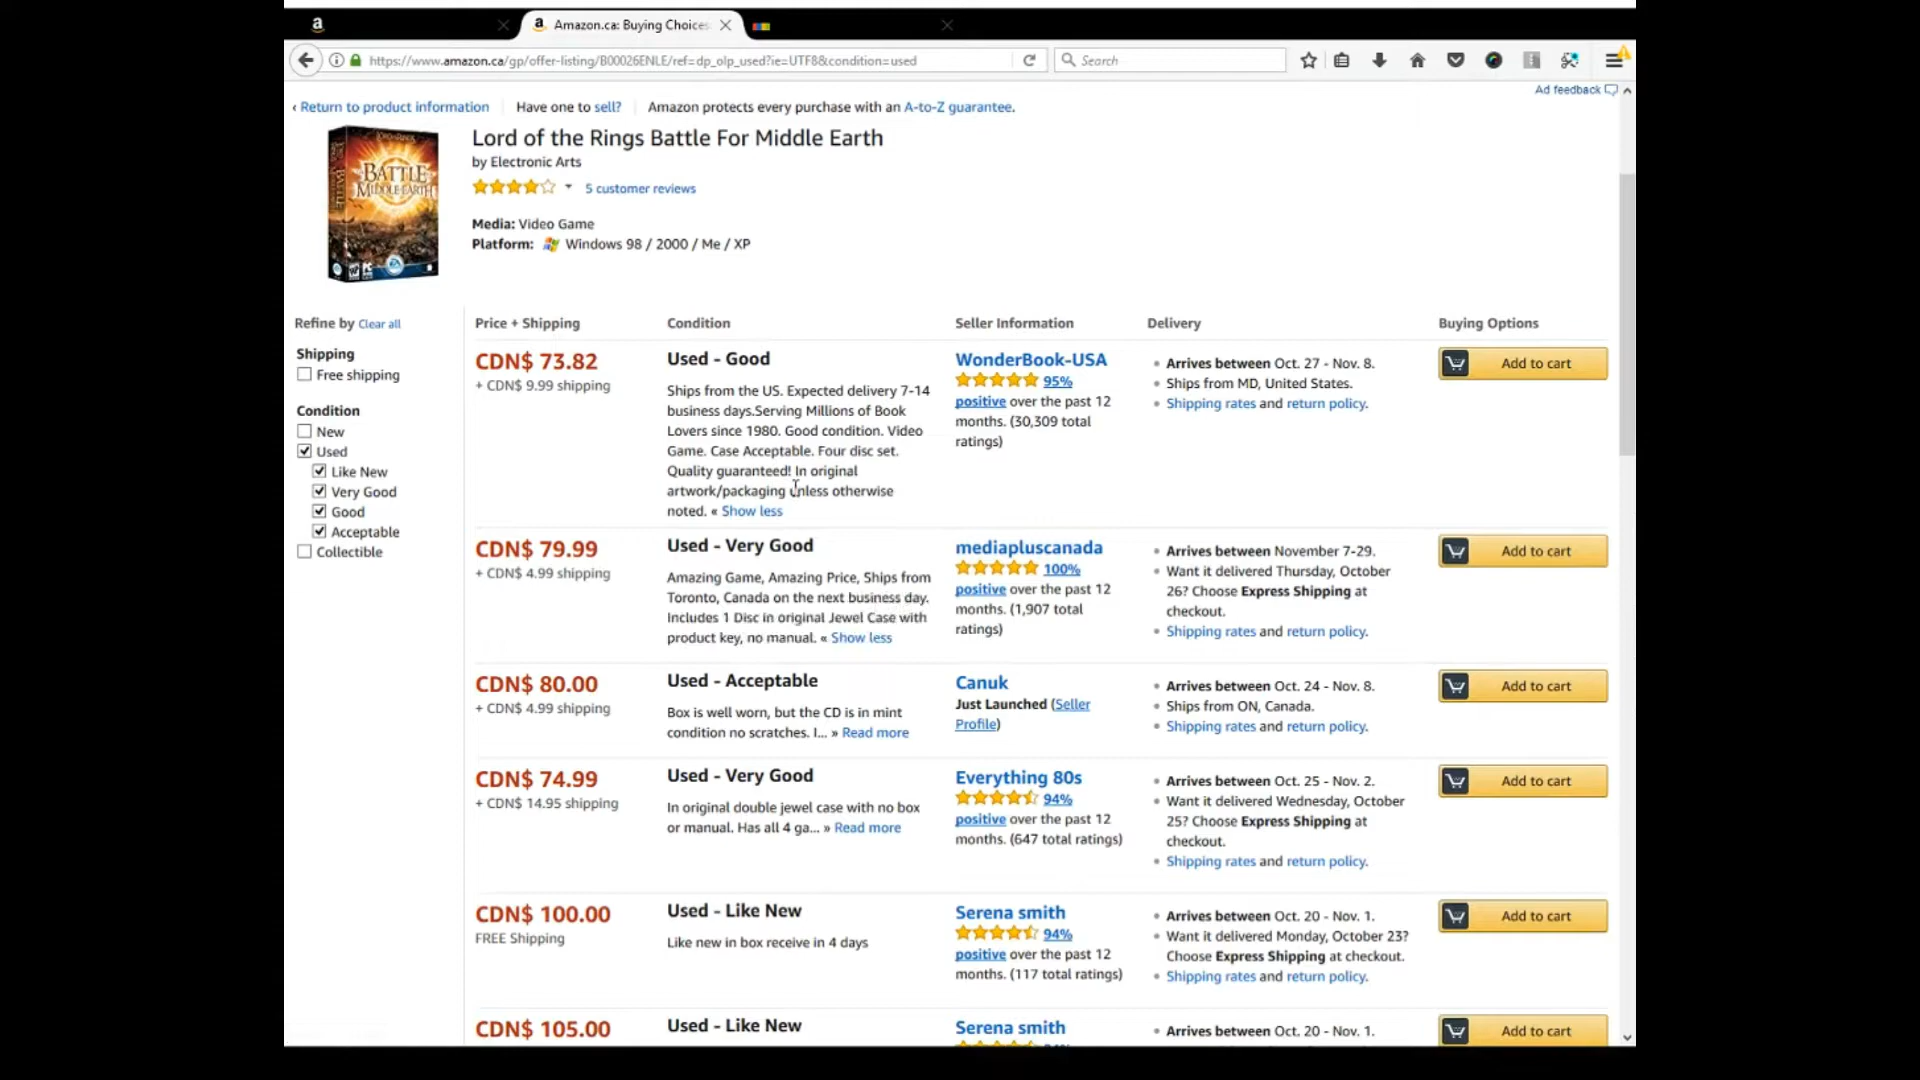 Amazon.ca: Buying Choices:
https://www.amazon.ca/gp/offer-listing/B00026ENLE/ref=dp_olp_used?ie=UTF8&condition=used
Search
Ad feedback
‹ Return to product information
Have one to sell?
Amazon protects every purchase with an A-to-Z guarantee.
BATTLE
MIDDLE-EARTH
Lord of the Rings Battle For Middle Earth
by Electronic Arts
5 customer reviews
Media: Video Game
Platform: Windows 98 / 2000 / Me / XP
Refine by Clear all
Shipping
Free shipping
Condition
New
Used
Like New
Very Good
Good
Acceptable
Collectible
Price + Shipping
Condition
Seller Information
Delivery
Buying Options
CDN$ 73.82
+ CDN$ 9.99 shipping
Used - Good
Ships from the US. Expected delivery 7-14
business days.Serving Millions of Book
Lovers since 1980. Good condition. Video
Game. Case Acceptable. Four disc set.
Quality guaranteed! In original
artwork/packaging unless otherwise
noted. « Show less
WonderBook-USA
95%
positive over the past 12
months. (30,309 total
ratings)
• Arrives between Oct. 27 - Nov. 8.
• Ships from MD, United States.
• Shipping rates and return policy.
Add to cart
CDN$ 79.99
+ CDN$ 4.99 shipping
Used - Very Good
Amazing Game, Amazing Price, Ships from
Toronto, Canada on the next business day.
Includes 1 Disc in original Jewel Case with
product key, no manual. « Show less
mediapluscanada
100%
positive over the past 12
months. (1,907 total
ratings)
• Arrives between November 7-29.
• Want it delivered Thursday, October
26? Choose Express Shipping at
checkout.
• Shipping rates and return policy.
Add to cart
CDN$ 80.00
+ CDN$ 4.99 shipping
Used - Acceptable
Box is well worn, but the CD is in mint
condition no scratches. I... » Read more
Canuk
Just Launched (Seller
Profile)
• Arrives between Oct. 24 - Nov. 8.
• Ships from ON, Canada.
• Shipping rates and return policy.
Add to cart
CDN$ 74.99
+ CDN$ 14.95 shipping
Used - Very Good
In original double jewel case with no box
or manual. Has all 4 ga... » Read more
Everything 80s
94%
positive over the past 12
months. (647 total ratings)
• Arrives between Oct. 25 - Nov. 2.
• Want it delivered Wednesday, October
25? Choose Express Shipping at
checkout.
• Shipping rates and return policy.
Add to cart
CDN$ 100.00
FREE Shipping
Used - Like New
Like new in box receive in 4 days
Serena smith
94%
positive over the past 12
months. (117 total ratings)
• Arrives between Oct. 20 - Nov. 1.
• Want it delivered Monday, October 23?
Choose Express Shipping at checkout.
• Shipping rates and return policy.
Add to cart
CDN$ 105.00
Used - Like New
Serena smith
• Arrives between Oct. 20 - Nov. 1.
Add to cart